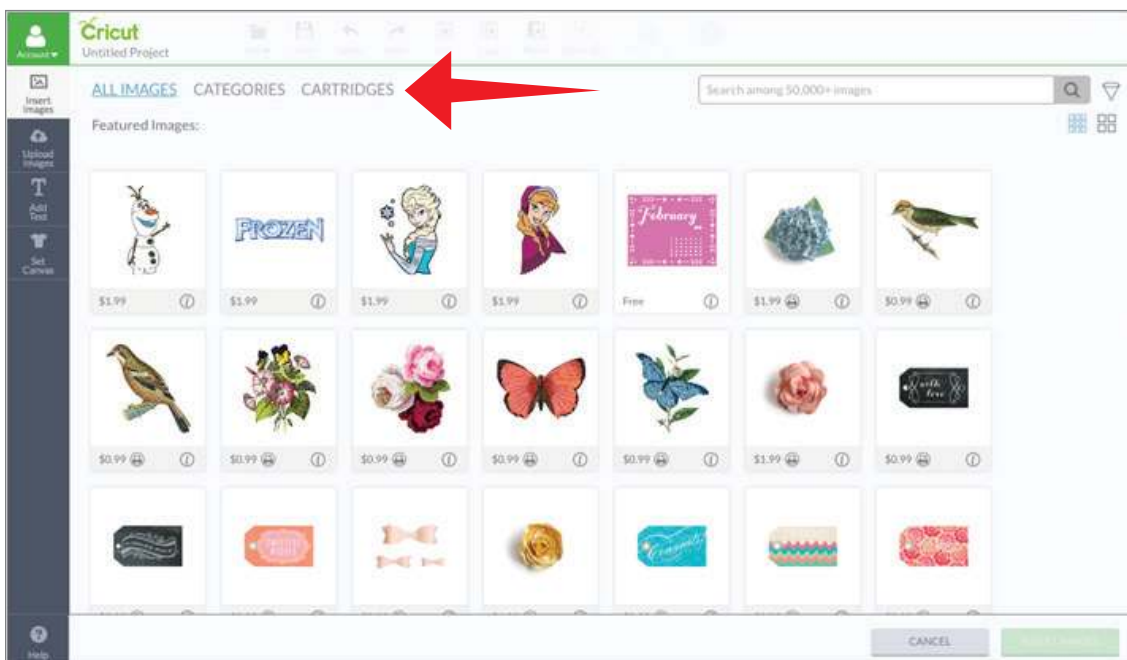 Account
Cricut
Untitled Project
Insert
Images
Upload
Images
Add
Text
Set
Canvas
Help
ALL IMAGES CATEGORIES CARTRIDGES
Search among 50,000+ images
Featured Images:
FROZEN
February
$1.99 $1.99 $1.99 $1.99 Free $1.99 $0.99
with
love
$0.99 $0.99 $0.99 $0.99 $0.99 $1.99 $0.99
CANCEL